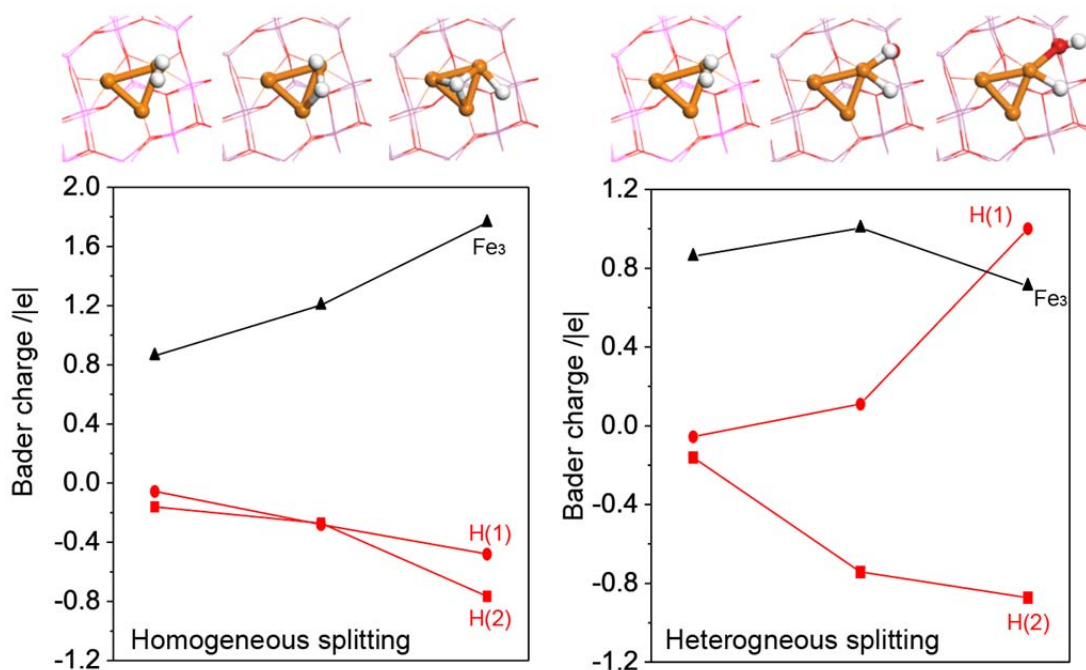 Bader charge /|e|
2.0
1.6
1.2
0.8
0.4
0.0
-0.4
-0.8
-1.2
Fe₃
H(1)
H(2)
Homogeneous splitting
Bader charge /|e|
1.2
0.8
0.4
0.0
-0.4
-0.8
-1.2
H(1)
Fe₃
H(2)
Heterogneous splitting